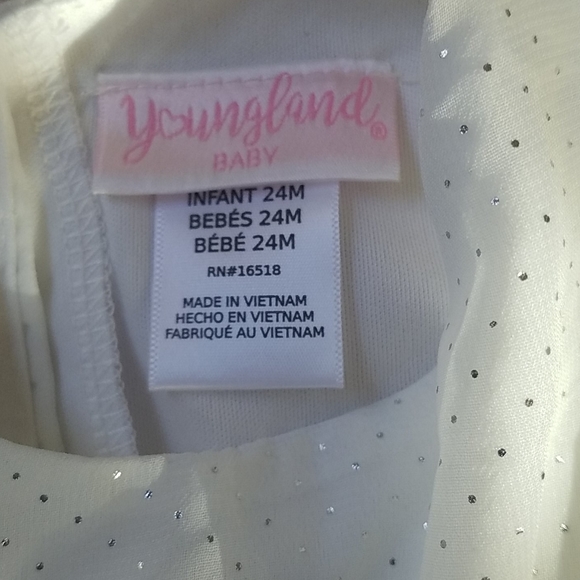 Youngland®
BABY
INFANT 24M
BEBÉS 24M
BÉBÉ 24M
RN#16518
MADE IN VIETNAM
HECHO EN VIETNAM
FABRIQUÉ AU VIETNAM